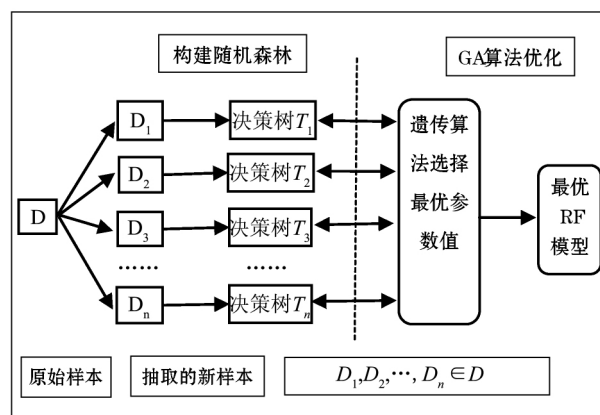 构建随机森林
GA算法优化
D
D₁
决策树T₁
D₂
决策树T₂
D₃
决策树T₃
……
……
Dₙ
决策树Tₙ
遗传算
法选择
最优参
数值
最优
RF
模型
原始样本
抽取的新样本
D₁,D₂,…,Dₙ∈D